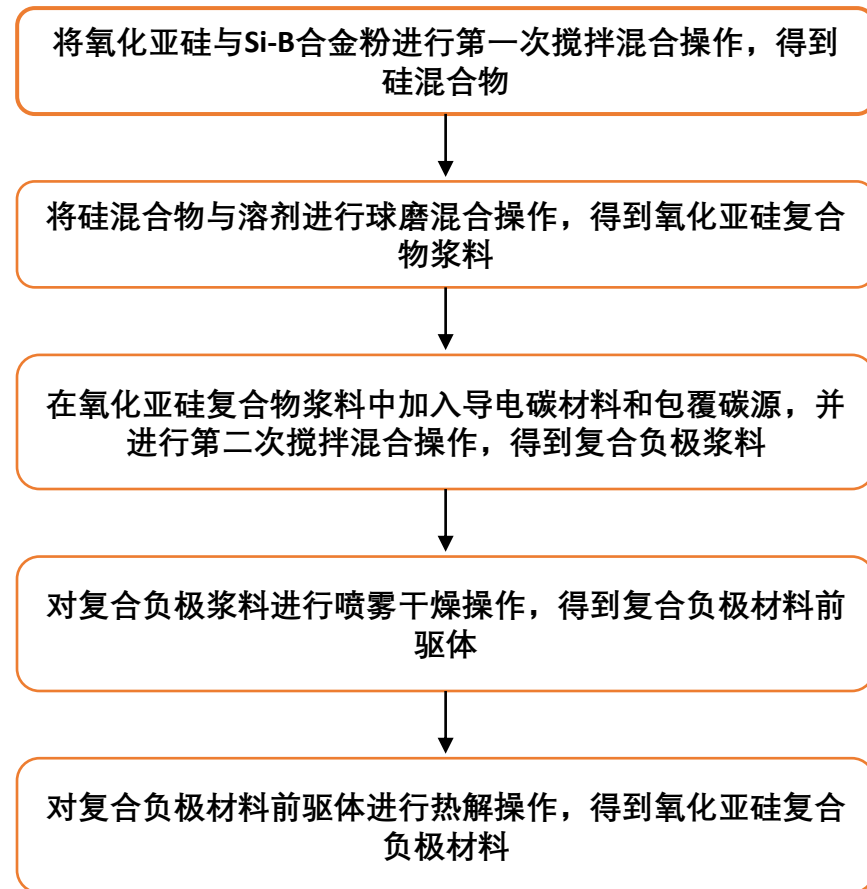 将氧化亚硅与Si-B合金粉进行第一次搅拌混合操作，得到
硅混合物
将硅混合物与溶剂进行球磨混合操作，得到氧化亚硅复合
物浆料
在氧化亚硅复合物浆料中加入导电碳材料和包覆碳源，并
进行第二次搅拌混合操作，得到复合负极浆料
对复合负极浆料进行喷雾干燥操作，得到复合负极材料前
驱体
对复合负极材料前驱体进行热解操作，得到氧化亚硅复合
负极材料